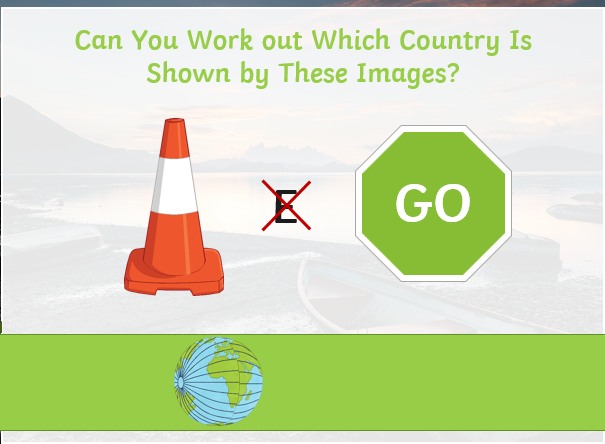 Can You Work out Which Country Is
Shown by These Images?
E
GO